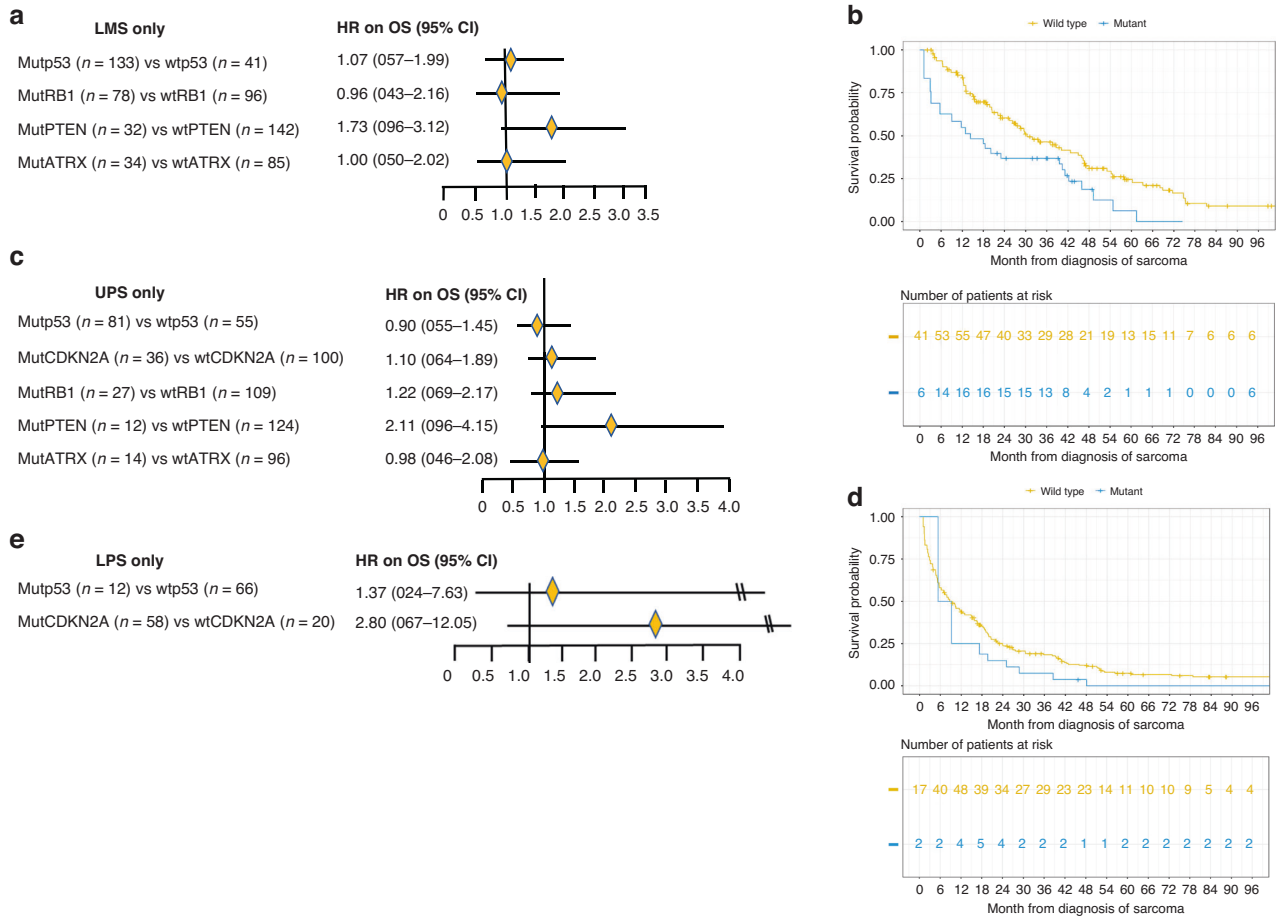 a
LMS only
HR on OS (95% CI)
Mutp53 (n = 133) vs wtp53 (n = 41)
1.07 (057–1.99)
MutRB1 (n = 78) vs wtRB1 (n = 96)
0.96 (043–2.16)
MutPTEN (n = 32) vs wtPTEN (n = 142)
1.73 (096–3.12)
MutATRX (n = 34) vs wtATRX (n = 85)
1.00 (050–2.02)
0 0.5 1.0 1.5 2.0 2.5 3.0 3.5
b
Wild type Mutant
Survival probability
1.00
0.75
0.50
0.25
0.00
0 6 12 18 24 30 36 42 48 54 60 66 72 78 84 90 96
Month from diagnosis of sarcoma
Number of patients at risk
41 53 55 47 40 33 29 28 21 19 13 15 11 7 6 6 6
6 14 16 16 15 15 13 8 4 2 1 1 1 0 0 0 6
0 6 12 18 24 30 36 42 48 54 60 66 72 78 84 90 96
Month from diagnosis of sarcoma
c
UPS only
HR on OS (95% CI)
Mutp53 (n = 81) vs wtp53 (n = 55)
0.90 (055–1.45)
MutCDKN2A (n = 36) vs wtCDKN2A (n = 100)
1.10 (064–1.89)
MutRB1 (n = 27) vs wtRB1 (n = 109)
1.22 (069–2.17)
MutPTEN (n = 12) vs wtPTEN (n = 124)
2.11 (096–4.15)
MutATRX (n = 14) vs wtATRX (n = 96)
0.98 (046–2.08)
0 0.5 1.0 1.5 2.0 2.5 3.0 3.5 4.0
d
Wild type Mutant
Survival probability
1.00
0.75
0.50
0.25
0.00
0 6 12 18 24 30 36 42 48 54 60 66 72 78 84 90 96
Month from diagnosis of sarcoma
Number of patients at risk
17 40 48 39 34 27 29 23 23 14 11 10 10 9 5 4 4
2 2 4 5 4 2 2 2 1 1 2 2 2 2 2 2 2
0 6 12 18 24 30 36 42 48 54 60 66 72 78 84 90 96
Month from diagnosis of sarcoma
e
LPS only
HR on OS (95% CI)
Mutp53 (n = 12) vs wtp53 (n = 66)
1.37 (024–7.63)
MutCDKN2A (n = 58) vs wtCDKN2A (n = 20)
2.80 (067–12.05)
0 0.5 1.0 1.5 2.0 2.5 3.0 3.5 4.0